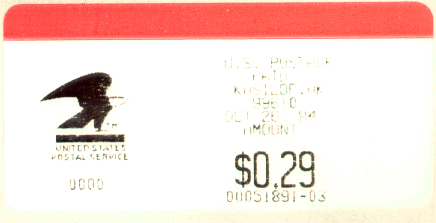 U.S. POSTAGE
PAID
KASILOF, AK
99610
OCT 26 '94
AMOUNT
$0.29
00051891-03
UNITED STATES
POSTAL SERVICE
0000